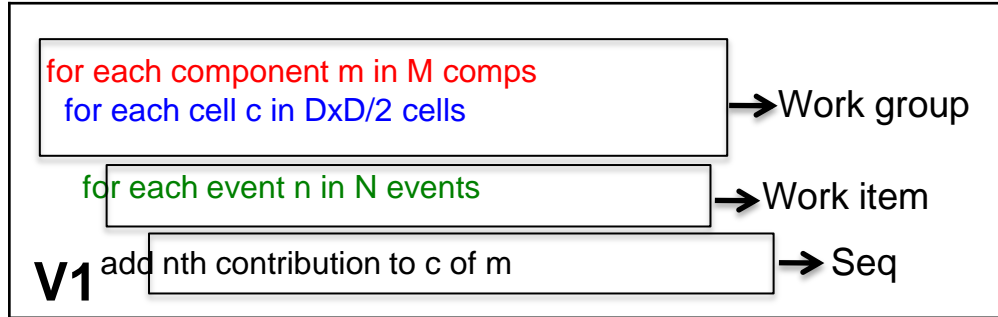 for each component m in M comps
for each cell c in DxD/2 cells
Work group
for each event n in N events
Work item
add nth contribution to c of m
Seq
V1